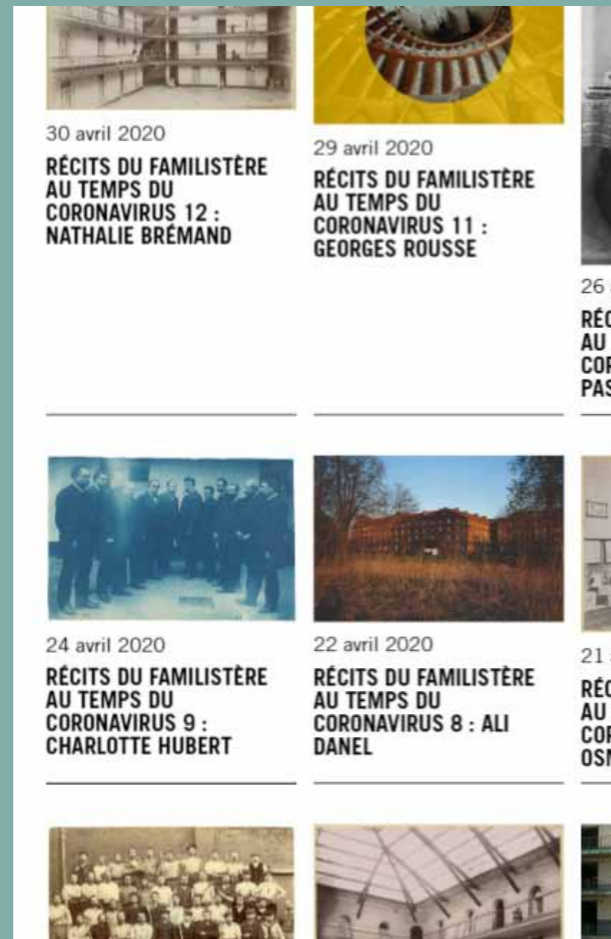 30 avril 2020
RÉCITS DU FAMILISTÈRE
AU TEMPS DU
CORONAVIRUS 12 :
NATHALIE BRÉMAND
29 avril 2020
RÉCITS DU FAMILISTÈRE
AU TEMPS DU
CORONAVIRUS 11 :
GEORGES ROUSSE
26
RÉC
AU
COR
PAS
24 avril 2020
RÉCITS DU FAMILISTÈRE
AU TEMPS DU
CORONAVIRUS 9 :
CHARLOTTE HUBERT
22 avril 2020
RÉCITS DU FAMILISTÈRE
AU TEMPS DU
CORONAVIRUS 8 : ALI
DANEL
21
RÉC
AU
COR